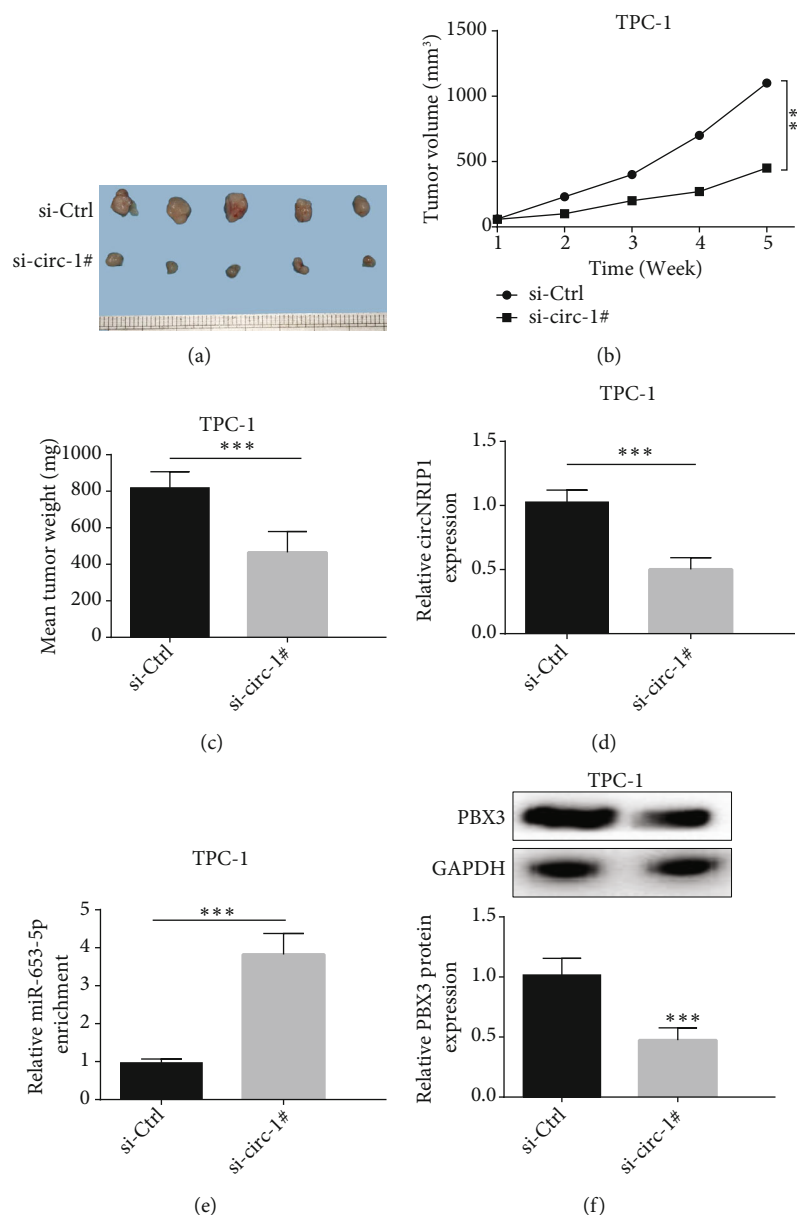 si-Ctrl
si-circ-1#
(a)
TPC-1
Tumor volume (mm³)
1500
1000
500
0
1 2 3 4 5
Time (Week)
**
si-Ctrl
si-circ-1#
(b)
TPC-1
Mean tumor weight (mg)
1000
800
600
400
200
0
***
si-Ctrl
si-circ-1#
(c)
TPC-1
Relative circNRIP1
expression
1.5
1.0
0.5
0.0
***
si-Ctrl
si-circ-1#
(d)
TPC-1
Relative miR-653-5p
enrichment
5
4
3
2
1
0
***
si-Ctrl
si-circ-1#
(e)
TPC-1
PBX3
GAPDH
Relative PBX3 protein
expression
1.5
1.0
0.5
0.0
***
si-Ctrl
si-circ-1#
(f)